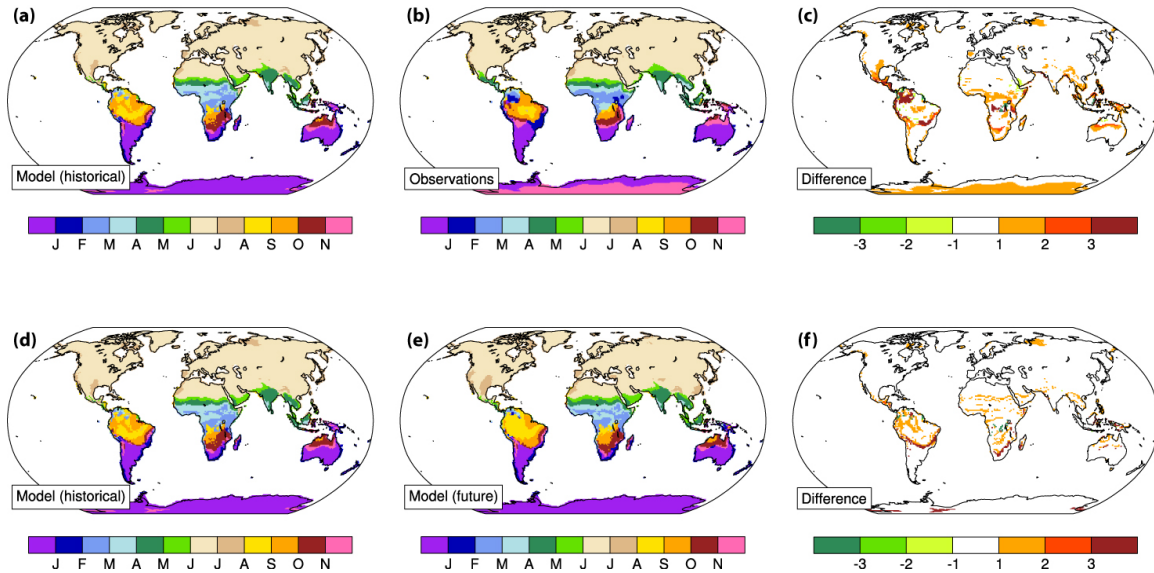 (a)
(b)
(c)
Model (historical)
Observations
Difference
J F M A M J J A S O N
J F M A M J J A S O N
-3 -2 -1 1 2 3
(d)
(e)
(f)
Model (historical)
Model (future)
Difference
J F M A M J J A S O N
J F M A M J J A S O N
-3 -2 -1 1 2 3